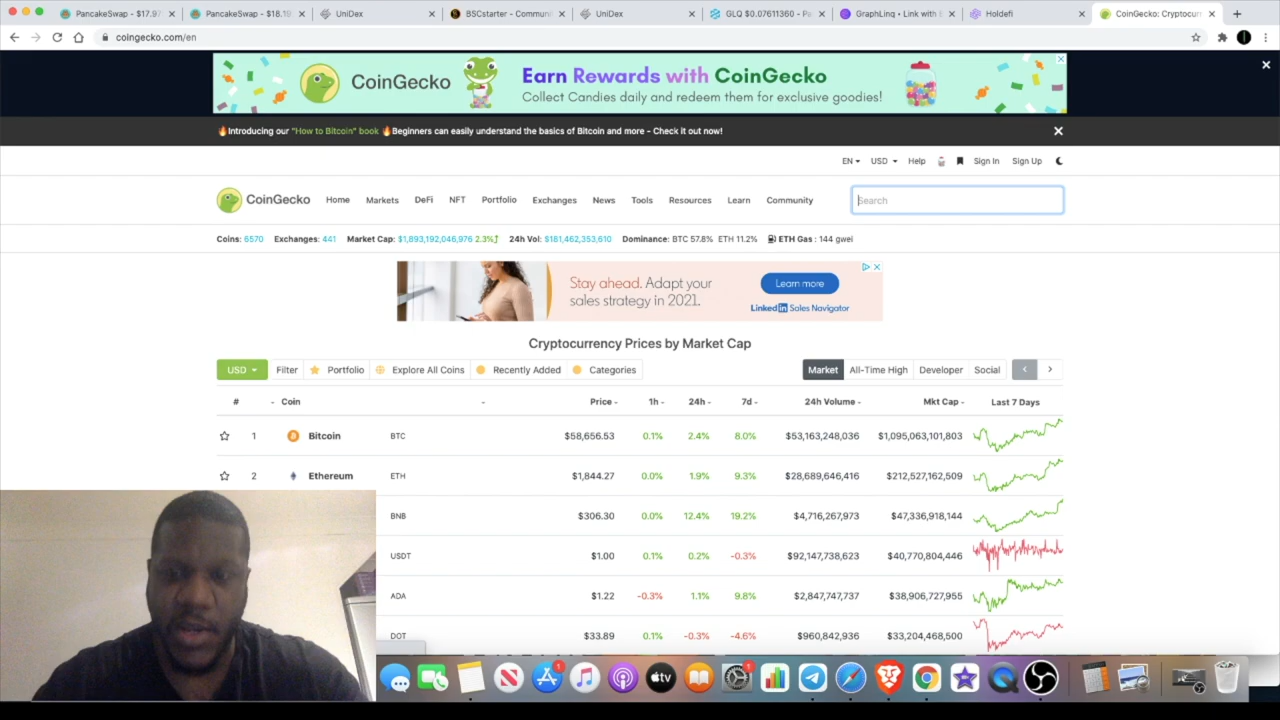 PancakeSwap - $17.97
PancakeSwap - $18.19
UniDex
BSCstarter - Commun
UniDex
GLQ $0.07611360 - Pa
GraphLinq • Link with
Holdefi
CoinGecko: Cryptocur
coingecko.com/en
CoinGecko
Earn Rewards with CoinGecko
Collect Candies daily and redeem them for exclusive goodies!
🔥Introducing our "How to Bitcoin" book 🔥Beginners can easily understand the basics of Bitcoin and more - Check it out now!
EN USD Help Sign In Sign Up
CoinGecko Home Markets DeFi NFT Portfolio Exchanges News Tools Resources Learn Community Search
Coins: 6570 Exchanges: 441 Market Cap: $1,893,192,046,976 2.3% 24h Vol: $181,462,353,610 Dominance: BTC 57.8% ETH 11.2% ETH Gas : 144 gwei
Stay ahead. Adapt your
sales strategy in 2021.
Learn more
Linked in Sales Navigator
Cryptocurrency Prices by Market Cap
USD Filter Portfolio Explore All Coins Recently Added Categories Market All-Time High Developer Social
# Coin Price 1h 24h 7d 24h Volume Mkt Cap Last 7 Days
1 Bitcoin BTC $58,656.53 0.1% 2.4% 8.0% $53,163,248,036 $1,095,063,101,803
2 Ethereum ETH $1,844.27 0.0% 1.9% 9.3% $28,689,646,416 $212,527,162,509
BNB $306.30 0.0% 12.4% 19.2% $4,716,267,973 $47,336,918,144
USDT $1.00 0.1% 0.2% -0.3% $92,147,738,623 $40,770,804,446
ADA $1.22 -0.3% 1.1% 9.8% $2,847,747,737 $38,906,727,955
DOT $33.89 0.1% -0.3% -4.6% $960,842,936 $33,204,468,500
tv